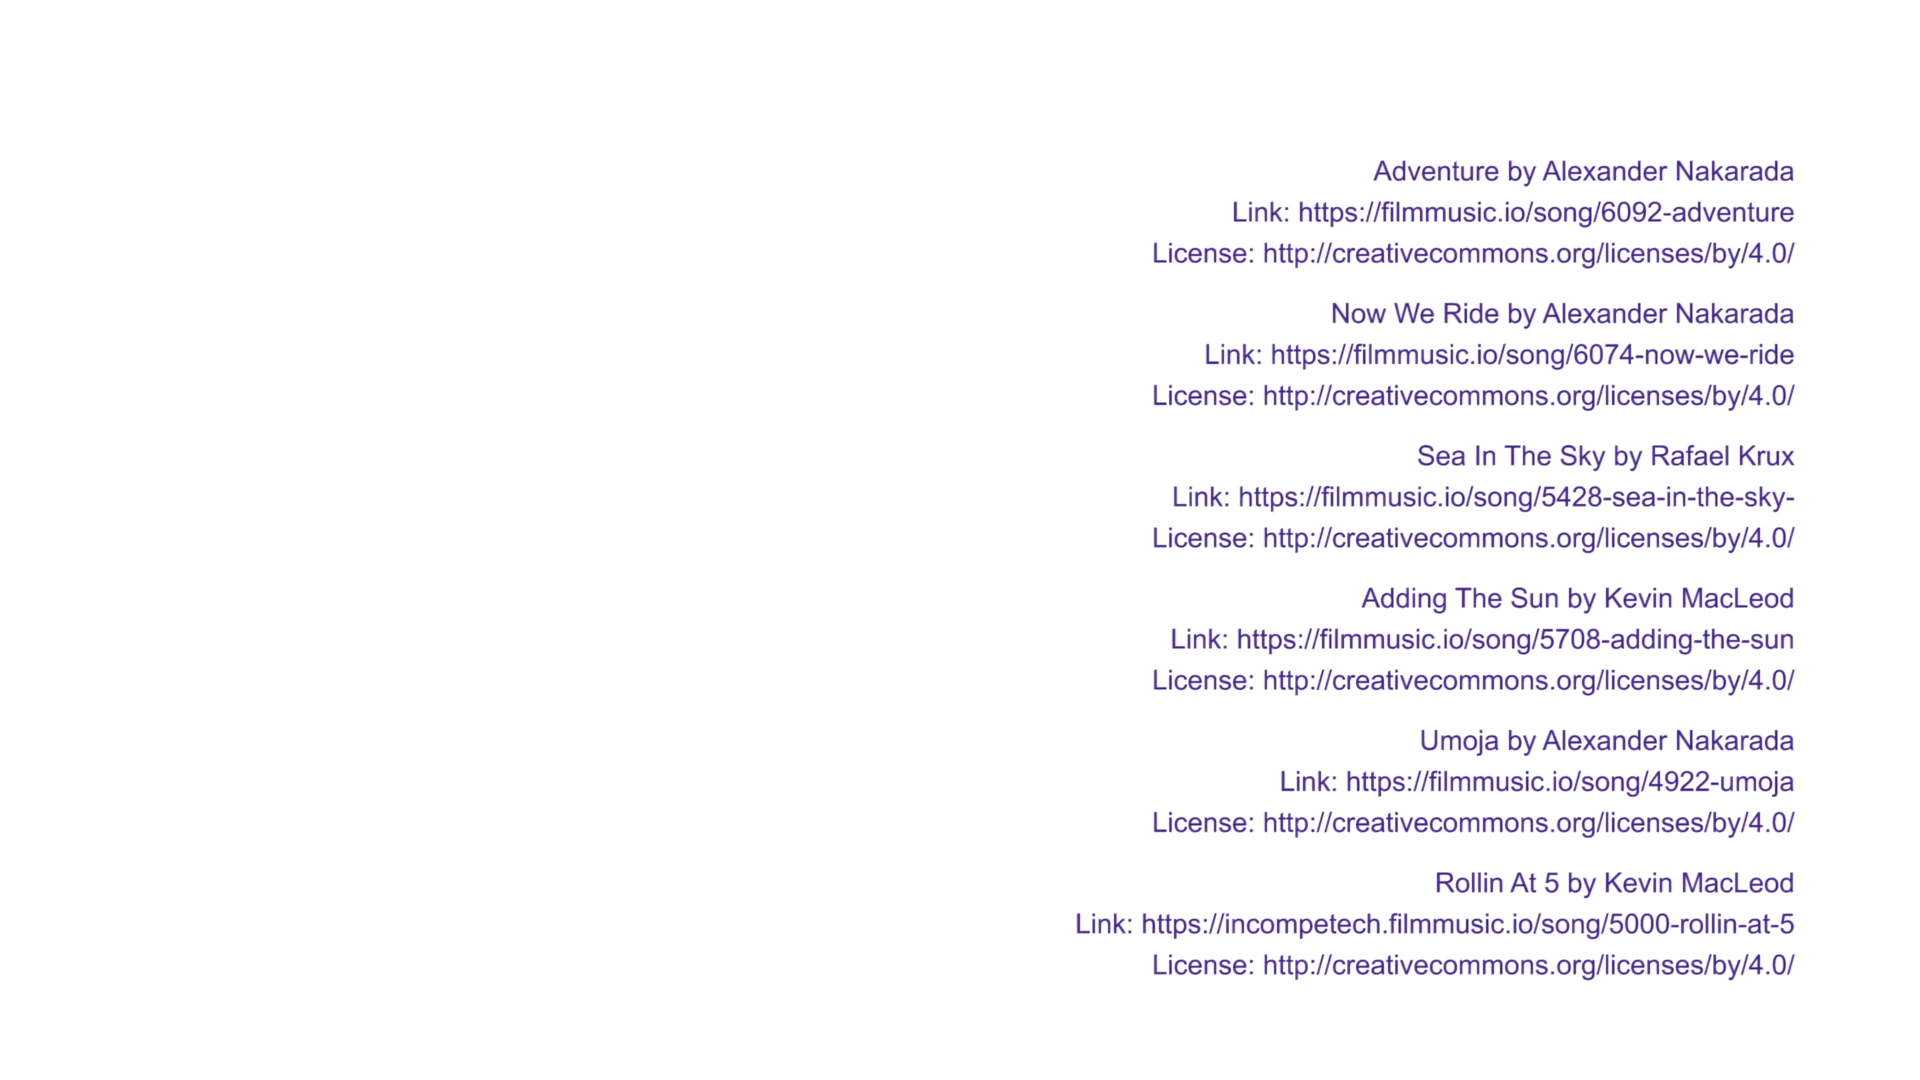 Adventure by Alexander Nakarada
Link: https://filmmusic.io/song/6092-adventure
License: http://creativecommons.org/licenses/by/4.0/
Now We Ride by Alexander Nakarada
Link: https://filmmusic.io/song/6074-now-we-ride
License: http://creativecommons.org/licenses/by/4.0/
Sea In The Sky by Rafael Krux
Link: https://filmmusic.io/song/5428-sea-in-the-sky-
License: http://creativecommons.org/licenses/by/4.0/
Adding The Sun by Kevin MacLeod
Link: https://filmmusic.io/song/5708-adding-the-sun
License: http://creativecommons.org/licenses/by/4.0/
Umoja by Alexander Nakarada
Link: https://filmmusic.io/song/4922-umoja
License: http://creativecommons.org/licenses/by/4.0/
Rollin At 5 by Kevin MacLeod
Link: https://incompetech.filmmusic.io/song/5000-rollin-at-5
License: http://creativecommons.org/licenses/by/4.0/